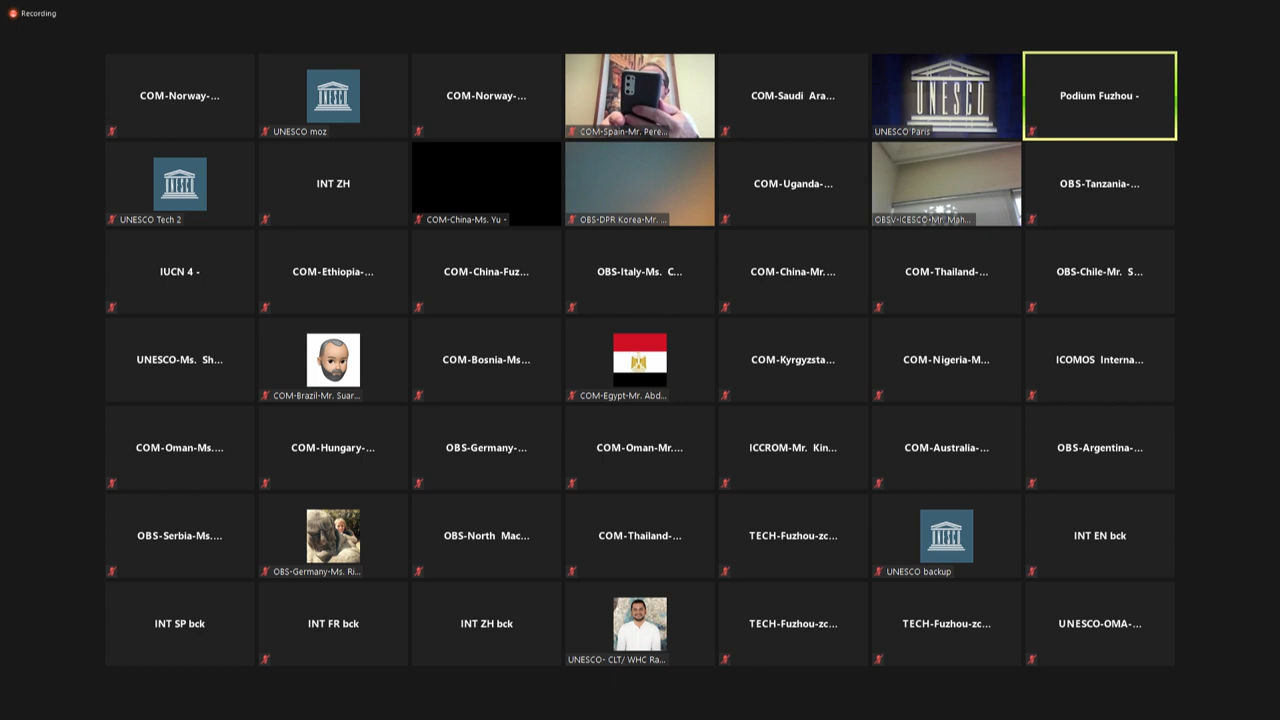 Recording
COM-Norway-...
UNESCO moz
COM-Norway-...
COM-Spain-Mr. Pere...
COM-Saudi Ara...
UNESCO
UNESCO Paris
Podium Fuzhou -
UNESCO Tech 2
INT ZH
COM-China-Ms. Yu -
OBS-DPR Korea-Mr. ...
COM-Uganda-...
OBSV-ICESCO-Mr. Mah...
OBS-Tanzania-...
IUCN 4 -
COM-Ethiopia-...
COM-China-Fuz...
OBS-Italy-Ms. C...
COM-China-Mr....
COM-Thailand-...
OBS-Chile-Mr. S...
UNESCO-Ms. Sh...
COM-Brazil-Mr. Suar...
COM-Bosnia-Ms...
COM-Egypt-Mr. Abd...
COM-Kyrgyzsta...
COM-Nigeria-M...
ICOMOS Interna...
COM-Oman-Ms....
COM-Hungary-...
OBS-Germany-...
COM-Oman-Mr....
ICCROM-Mr. Kin...
COM-Australia-...
OBS-Argentina-...
OBS-Serbia-Ms....
OBS-Germany-Ms. Ri...
OBS-North Mac...
COM-Thailand-...
TECH-Fuzhou-zc...
UNESCO backup
INT EN bck
INT SP bck
INT FR bck
INT ZH bck
UNESCO- CLT/ WHC Ra...
TECH-Fuzhou-zc...
TECH-Fuzhou-zc...
UNESCO-OMA-...